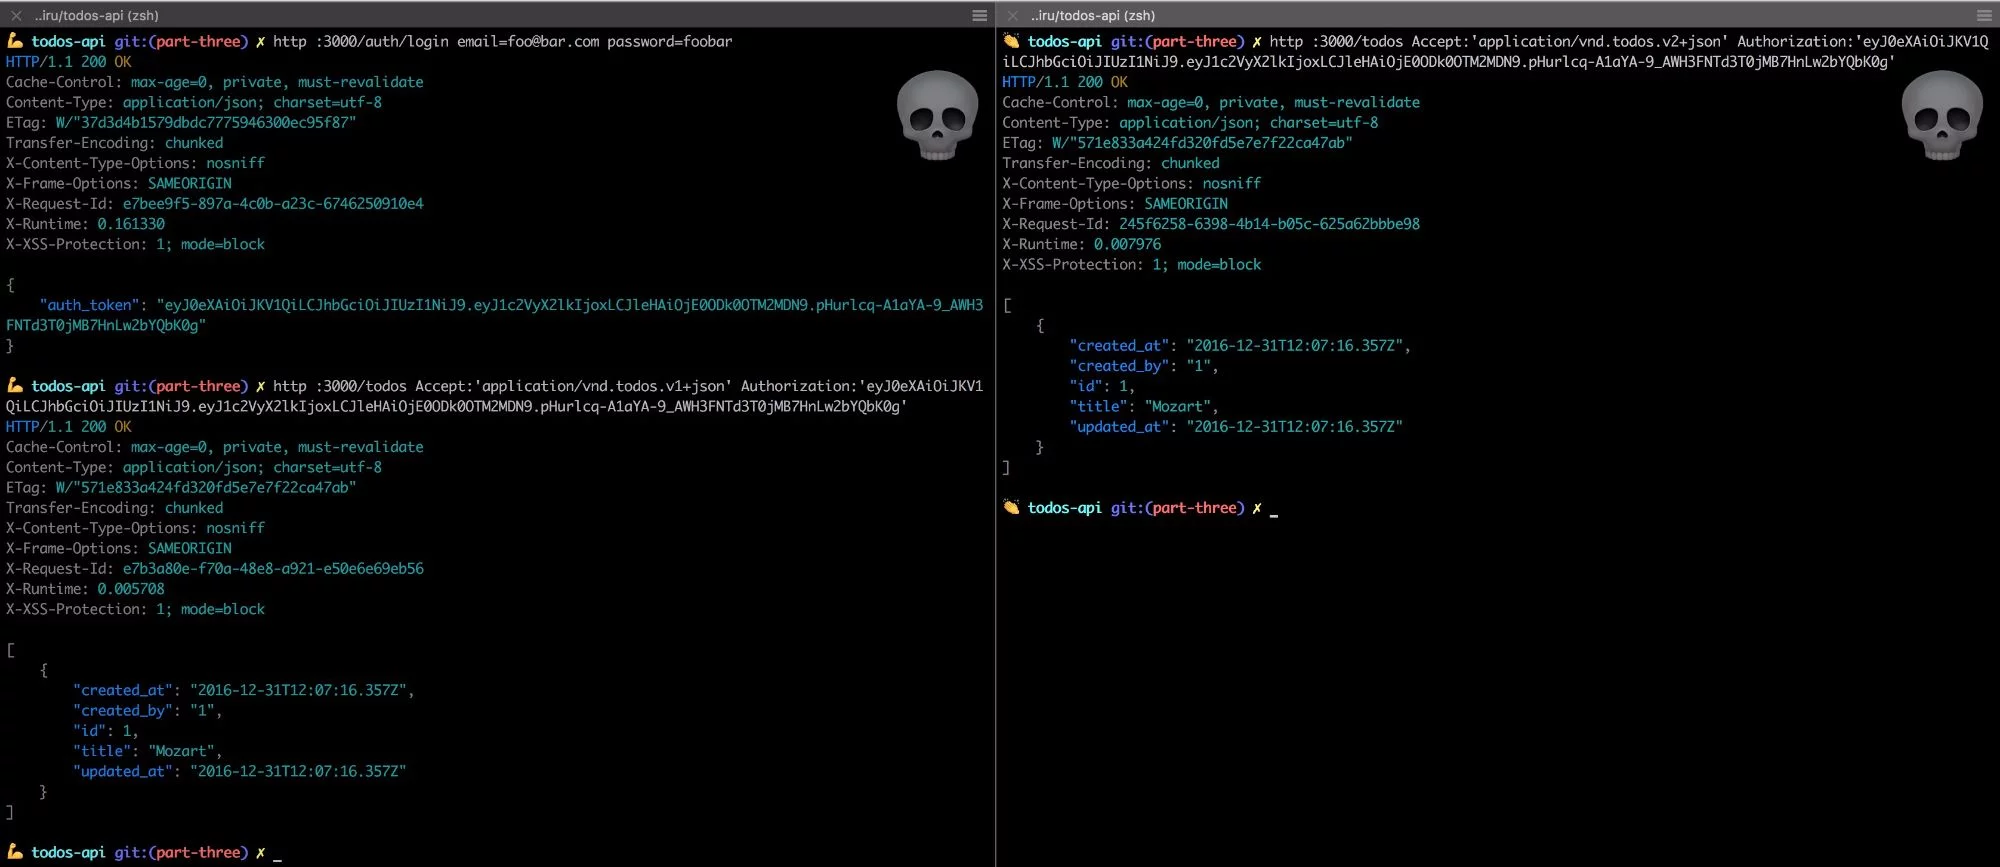 ..iru/todos-api (zsh)
💪 todos-api git:(part-three) ✗ http :3000/auth/login email=foo@bar.com password=foobar
HTTP/1.1 200 OK
Cache-Control: max-age=0, private, must-revalidate
Content-Type: application/json; charset=utf-8
ETag: W/"37d3d4b1579dbdc7775946300ec95f87"
Transfer-Encoding: chunked
X-Content-Type-Options: nosniff
X-Frame-Options: SAMEORIGIN
X-Request-Id: e7bee9f5-897a-4c0b-a23c-6746250910e4
X-Runtime: 0.161330
X-XSS-Protection: 1; mode=block
{
"auth_token": "eyJ0eXAiOiJKV1QiLCJhbGciOiJIUzI1NiJ9.eyJ1c2VyX2lkIjoxLCJleHAiOjE0ODk0OTM2MDN9.pHurlcq-A1aYA-9_AWH3
FNTd3T0jMB7HnLw2bYQbK0g"
}
💪 todos-api git:(part-three) ✗ http :3000/todos Accept:'application/vnd.todos.v1+json' Authorization:'eyJ0eXAiOiJKV1
QiLCJhbGciOiJIUzI1NiJ9.eyJ1c2VyX2lkIjoxLCJleHAiOjE0ODk0OTM2MDN9.pHurlcq-A1aYA-9_AWH3FNTd3T0jMB7HnLw2bYQbK0g'
HTTP/1.1 200 OK
Cache-Control: max-age=0, private, must-revalidate
Content-Type: application/json; charset=utf-8
ETag: W/"571e833a424fd320fd5e7e7f22ca47ab"
Transfer-Encoding: chunked
X-Content-Type-Options: nosniff
X-Frame-Options: SAMEORIGIN
X-Request-Id: e7b3a80e-f70a-48e8-a921-e50e6e69eb56
X-Runtime: 0.005708
X-XSS-Protection: 1; mode=block
[
{
"created_at": "2016-12-31T12:07:16.357Z",
"created_by": "1",
"id": 1,
"title": "Mozart",
"updated_at": "2016-12-31T12:07:16.357Z"
}
]
💪 todos-api git:(part-three) ✗ _
..iru/todos-api (zsh)
👏 todos-api git:(part-three) ✗ http :3000/todos Accept:'application/vnd.todos.v2+json' Authorization:'eyJ0eXAiOiJKV1Q
iLCJhbGciOiJIUzI1NiJ9.eyJ1c2VyX2lkIjoxLCJleHAiOjE0ODk0OTM2MDN9.pHurlcq-A1aYA-9_AWH3FNTd3T0jMB7HnLw2bYQbK0g'
HTTP/1.1 200 OK
Cache-Control: max-age=0, private, must-revalidate
Content-Type: application/json; charset=utf-8
ETag: W/"571e833a424fd320fd5e7e7f22ca47ab"
Transfer-Encoding: chunked
X-Content-Type-Options: nosniff
X-Frame-Options: SAMEORIGIN
X-Request-Id: 245f6258-6398-4b14-b05c-625a62bbbe98
X-Runtime: 0.007976
X-XSS-Protection: 1; mode=block
[
{
"created_at": "2016-12-31T12:07:16.357Z",
"created_by": "1",
"id": 1,
"title": "Mozart",
"updated_at": "2016-12-31T12:07:16.357Z"
}
]
👏 todos-api git:(part-three) ✗ _